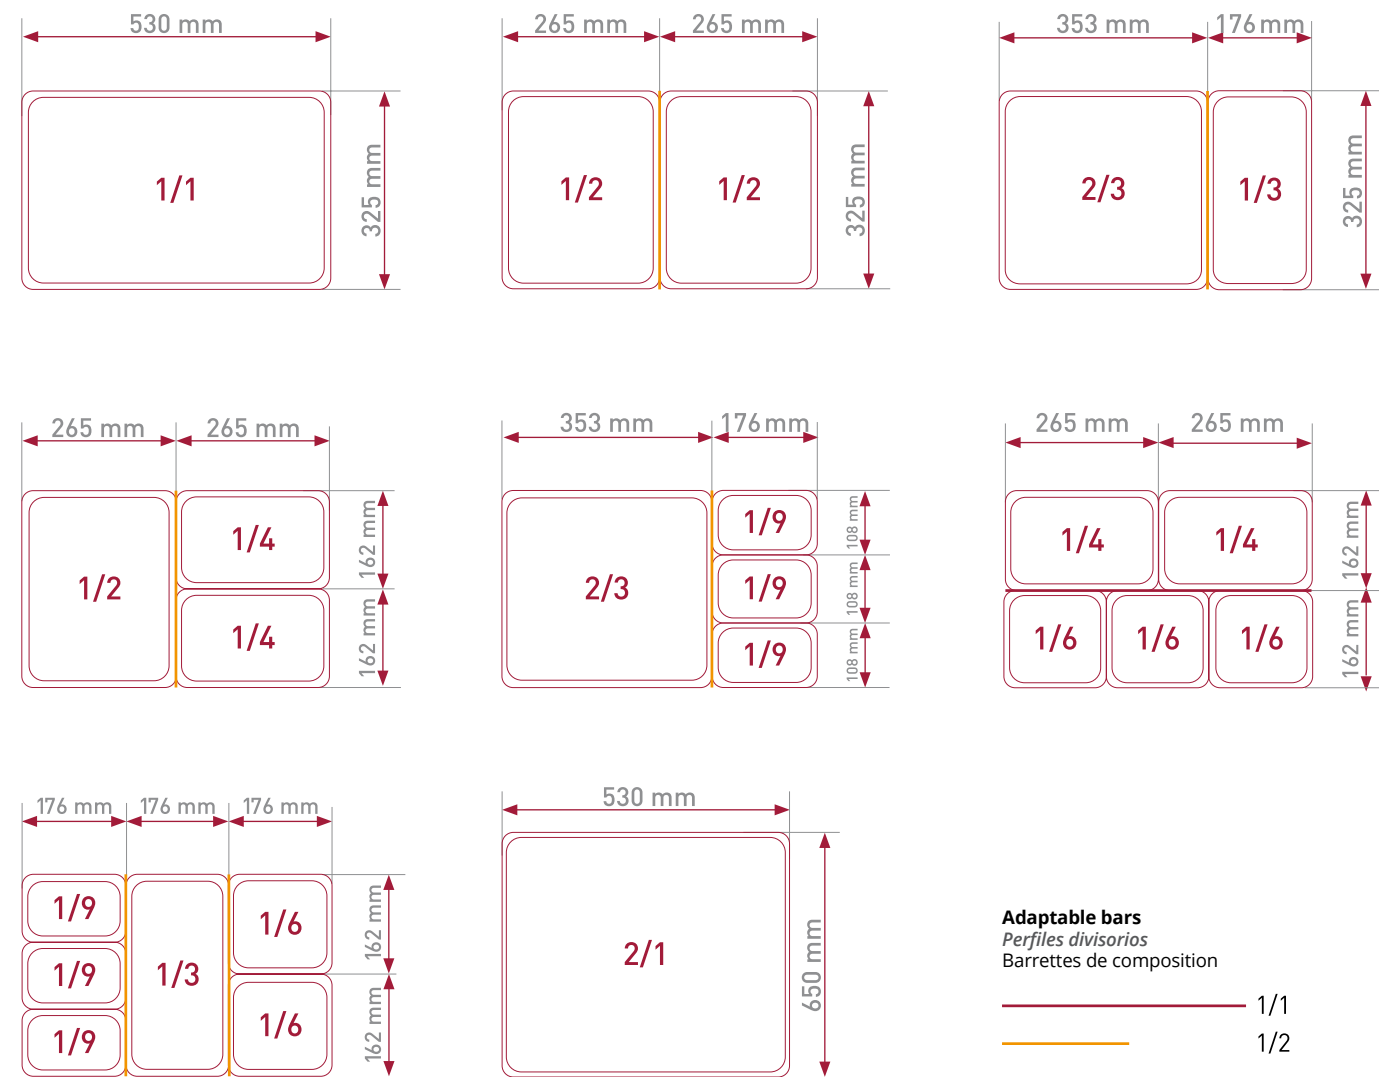 530 mm
325 mm
1/1
265 mm 265 mm
325 mm
1/2 1/2
353 mm 176 mm
325 mm
2/3 1/3
265 mm 265 mm
162 mm
162 mm
1/2
1/4
1/4
353 mm 176 mm
108 mm
108 mm
108 mm
2/3
1/9
1/9
1/9
265 mm 265 mm
162 mm
162 mm
1/4 1/4
1/6 1/6 1/6
176 mm 176 mm 176 mm
162 mm
162 mm
1/9
1/9
1/9
1/3
1/6
1/6
530 mm
650 mm
2/1
Adaptable bars
Perfiles divisorios
Barrettes de composition
1/1
1/2